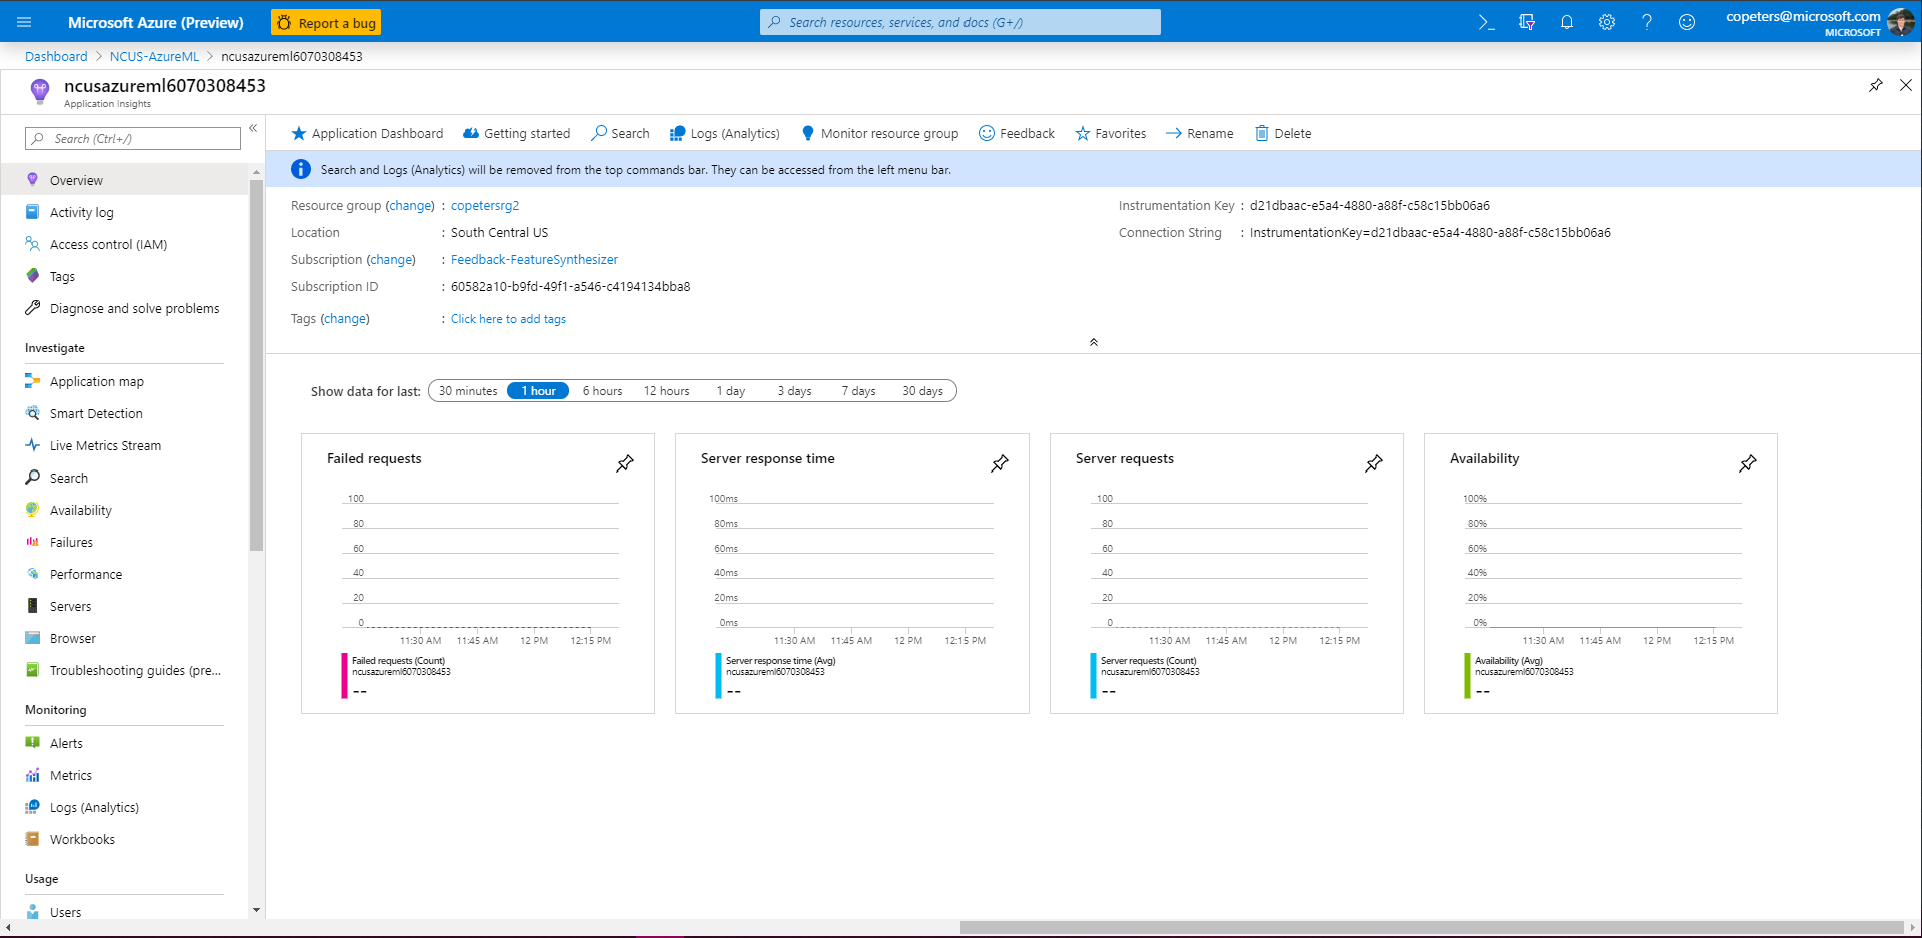 Microsoft Azure (Preview)
Report a bug
Search resources, services, and docs (G+/)
copeters@microsoft.com
MICROSOFT
Dashboard > NCUS-AzureML > ncusazureml6070308453
ncusazureml6070308453
Application Insights
Search (Ctrl+/)
Overview
Activity log
Access control (IAM)
Tags
Diagnose and solve problems
Investigate
Application map
Smart Detection
Live Metrics Stream
Search
Availability
Failures
Performance
Servers
Browser
Troubleshooting guides (pre...
Monitoring
Alerts
Metrics
Logs (Analytics)
Workbooks
Usage
Users
Application Dashboard Getting started Search Logs (Analytics) Monitor resource group Feedback Favorites Rename Delete
Search and Logs (Analytics) will be removed from the top commands bar. They can be accessed from the left menu bar.
Resource group (change) : copetersrg2
Location : South Central US
Subscription (change) : Feedback-FeatureSynthesizer
Subscription ID : 60582a10-b9fd-49f1-a546-c4194134bba8
Tags (change) : Click here to add tags
Instrumentation Key : d21dbaac-e5a4-4880-a88f-c58c15bb06a6
Connection String : InstrumentationKey=d21dbaac-e5a4-4880-a88f-c58c15bb06a6
Show data for last: 30 minutes 1 hour 6 hours 12 hours 1 day 3 days 7 days 30 days
Failed requests
100
80
60
40
20
0
11:30 AM 11:45 AM 12 PM 12:15 PM
Failed requests (Count)
ncusazureml6070308453
--
Server response time
100ms
80ms
60ms
40ms
20ms
0ms
11:30 AM 11:45 AM 12 PM 12:15 PM
Server response time (Avg)
ncusazureml6070308453
--
Server requests
100
80
60
40
20
0
11:30 AM 11:45 AM 12 PM 12:15 PM
Server requests (Count)
ncusazureml6070308453
--
Availability
100%
80%
60%
40%
20%
0%
11:30 AM 11:45 AM 12 PM 12:15 PM
Availability (Avg)
ncusazureml6070308453
--